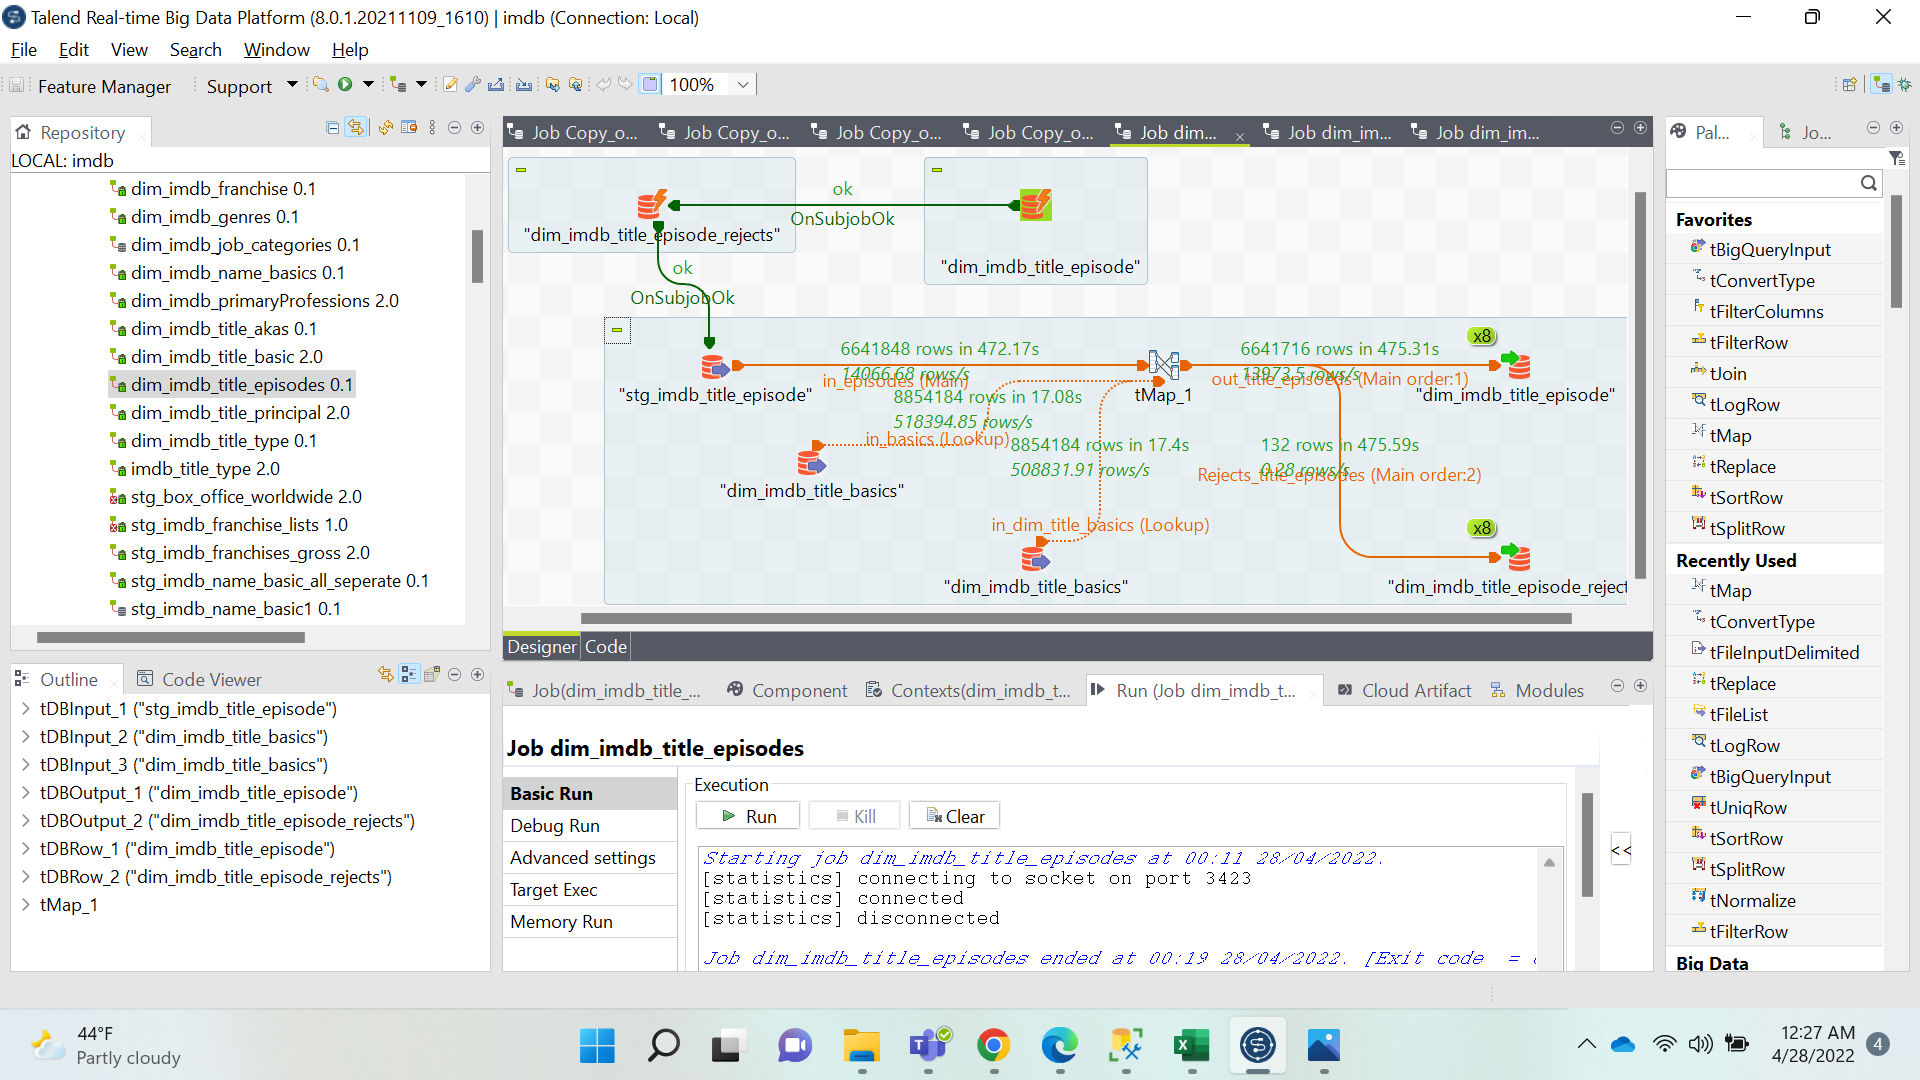 Talend Real-time Big Data Platform (8.0.1.20211109_1610) | imdb (Connection: Local)
File Edit View Search Window Help
Feature Manager Support 100%
Repository
LOCAL: imdb
dim_imdb_franchise 0.1
dim_imdb_genres 0.1
dim_imdb_job_categories 0.1
dim_imdb_name_basics 0.1
dim_imdb_primaryProfessions 2.0
dim_imdb_title_akas 0.1
dim_imdb_title_basic 2.0
dim_imdb_title_episodes 0.1
dim_imdb_title_principal 2.0
dim_imdb_title_type 0.1
imdb_title_type 2.0
stg_box_office_worldwide 2.0
stg_imdb_franchise_lists 1.0
stg_imdb_franchises_gross 2.0
stg_imdb_name_basic_all_seperate 0.1
stg_imdb_name_basic1 0.1
Outline Code Viewer
tDBInput_1 ("stg_imdb_title_episode")
tDBInput_2 ("dim_imdb_title_basics")
tDBInput_3 ("dim_imdb_title_basics")
tDBOutput_1 ("dim_imdb_title_episode")
tDBOutput_2 ("dim_imdb_title_episode_rejects")
tDBRow_1 ("dim_imdb_title_episode")
tDBRow_2 ("dim_imdb_title_episode_rejects")
tMap_1
Job Copy_o... Job Copy_o... Job Copy_o... Job Copy_o... Job dim... Job dim_im... Job dim_im...
ok
OnSubjobOk
"dim_imdb_title_episode_rejects"
"dim_imdb_title_episode"
ok
OnSubjobOk
x8
6641848 rows in 472.17s
14066.68 rows/s
in_episodes (Main)
6641716 rows in 475.31s
13973.5 rows/s
out_title_episoeds (Main order:1)
"stg_imdb_title_episode"
tMap_1
"dim_imdb_title_episode"
8854184 rows in 17.08s
518394.85 rows/s
in_basics (Lookup)
8854184 rows in 17.4s
508831.91 rows/s
132 rows in 475.59s
0.28 rows/s
Rejects_title_episodes (Main order:2)
"dim_imdb_title_basics"
in_dim_title_basics (Lookup)
x8
"dim_imdb_title_basics"
"dim_imdb_title_episode_reject
Designer Code
Job(dim_imdb_title_... Component Contexts(dim_imdb_t... Run (Job dim_imdb_t... Cloud Artifact Modules
Job dim_imdb_title_episodes
Basic Run
Debug Run
Advanced settings
Target Exec
Memory Run
Execution
Run Kill Clear
Starting job dim_imdb_title_episodes at 00:11 28/04/2022.
[statistics] connecting to socket on port 3423
[statistics] connected
[statistics] disconnected
Job dim_imdb_title_episodes ended at 00:19 28/04/2022. [Exit code =
<<
Pal... Jo...
Favorites
tBigQueryInput
tConvertType
tFilterColumns
tFilterRow
tJoin
tLogRow
tMap
tReplace
tSortRow
tSplitRow
Recently Used
tMap
tConvertType
tFileInputDelimited
tReplace
tFileList
tLogRow
tBigQueryInput
tUniqRow
tSortRow
tSplitRow
tNormalize
tFilterRow
Big Data
44°F
Partly cloudy
12:27 AM
4/28/2022
4